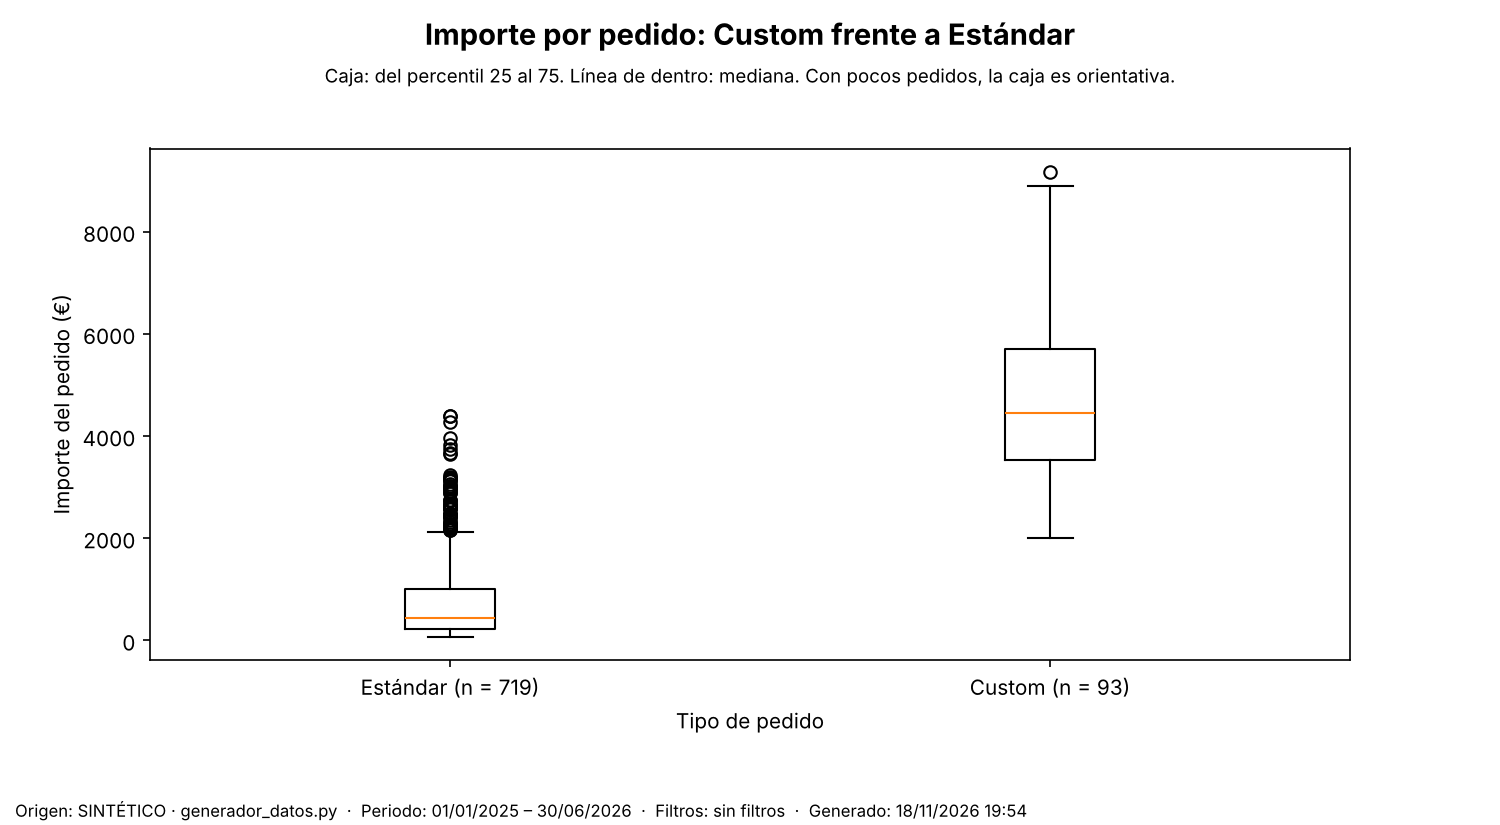 Importe por pedido: Custom frente a Estándar
Caja: del percentil 25 al 75. Línea de dentro: mediana. Con pocos pedidos, la caja es orientativa.
Importe del pedido (€)
8000
6000
4000
2000
0
Estándar (n = 719)
Custom (n = 93)
Tipo de pedido
Origen: SINTÉTICO · generador_datos.py · Periodo: 01/01/2025 – 30/06/2026 · Filtros: sin filtros · Generado: 18/11/2026 19:54